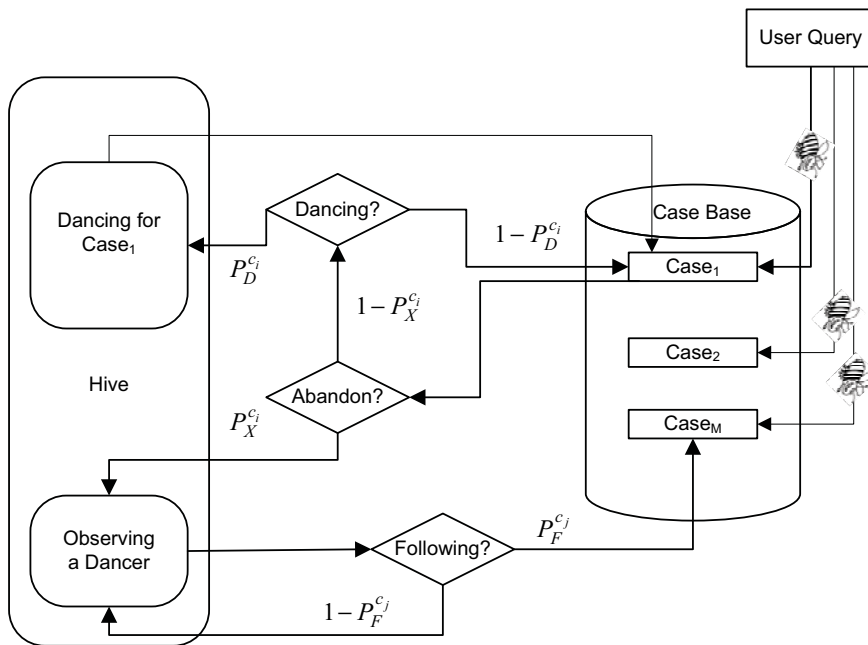 User Query
Dancing for
Case₁
Dancing?
Case Base
1 − P_D^{c_i}
P_D^{c_i}
Case₁
1 − P_X^{c_i}
Case₂
Hive
Abandon?
P_X^{c_i}
Case_M
Observing
a Dancer
Following?
P_F^{c_j}
1 − P_F^{c_j}